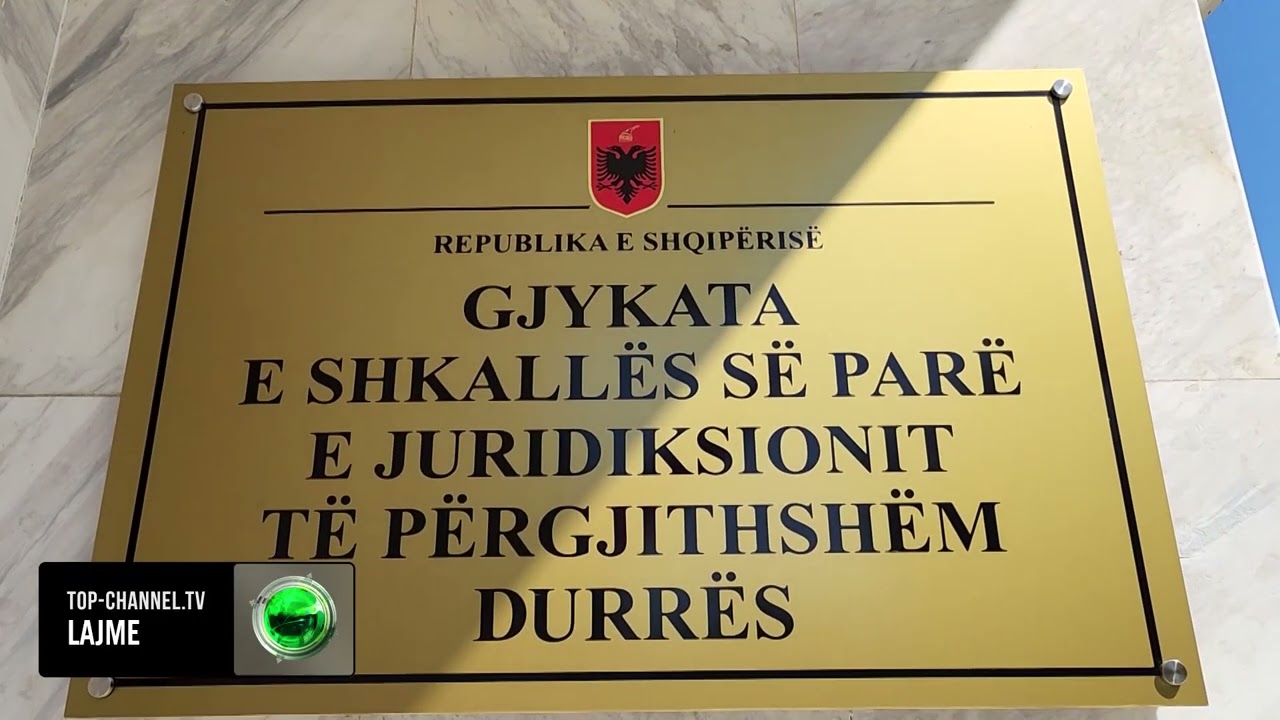 REPUBLIKA E SHQIPËRISË
GJYKATA
E SHKALLËS SË PARË
E JURIDIKSIONIT
TË PËRGJITHSHËM
DURRËS
TOP-CHANNEL.TV
LAJME